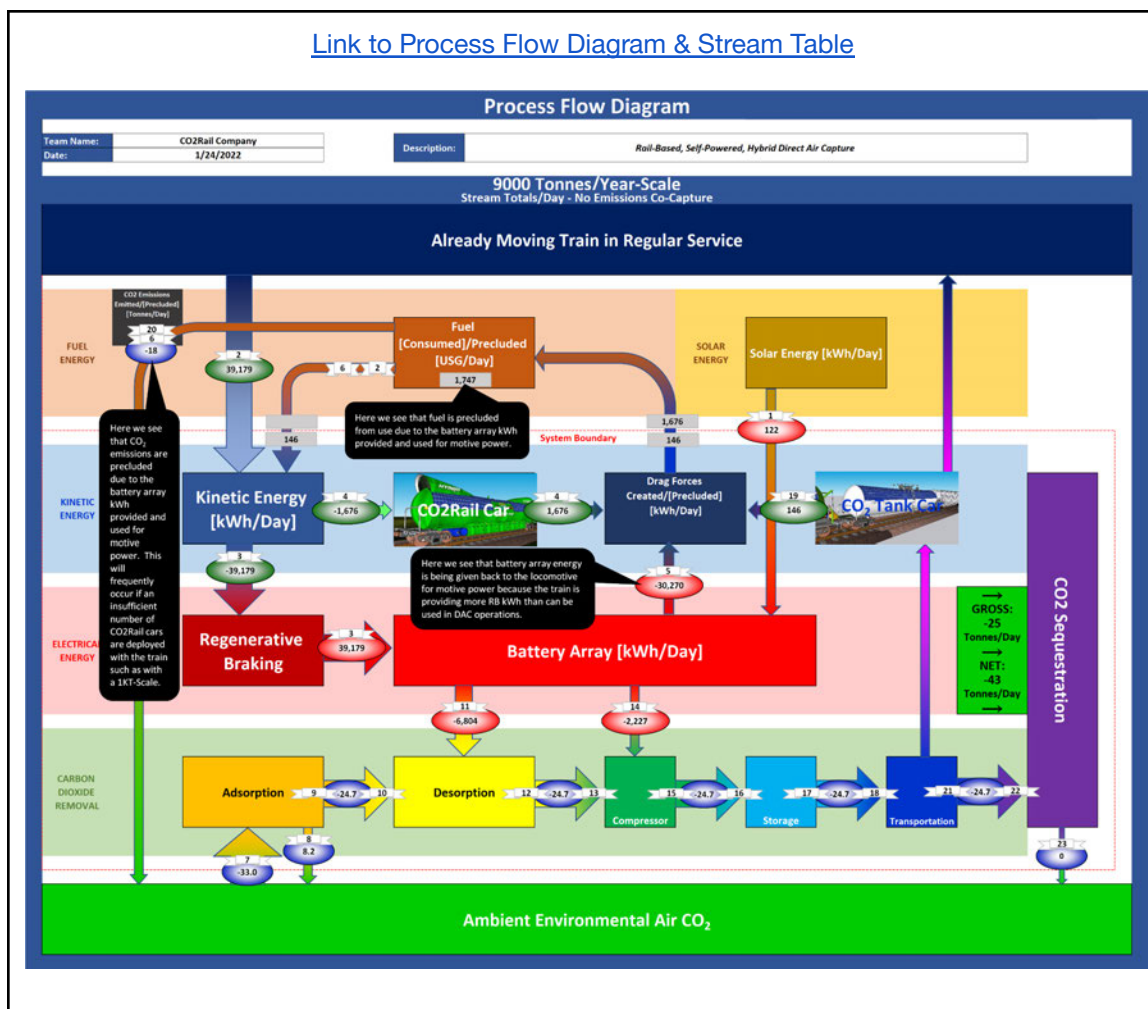 Link to Process Flow Diagram & Stream Table
Process Flow Diagram
Team Name:
CO2Rail Company
Date:
1/24/2022
Description:
Rail-Based, Self-Powered, Hybrid Direct Air Capture
9000 Tonnes/Year-Scale
Stream Totals/Day - No Emissions Co-Capture
Already Moving Train in Regular Service
CO2 Emissions
Emitted/[Precluded]
[Tonnes/Day]
20
6
-18
FUEL
ENERGY
2
39,179
Fuel
[Consumed]/Precluded
[USG/Day]
1,747
6
2
SOLAR
ENERGY
Solar Energy [kWh/Day]
1
122
Here we see that fuel is precluded
from use due to the battery array kWh
provided and used for motive power.
146
1,676
146
System Boundary
Here we see
that CO2
emissions are
precluded
due to the
battery array
kWh
provided and
used for
motive
power. This
will
frequently
occur if an
insufficient
number of
CO2Rail cars
are deployed
with the train
such as with
a 1KT-Scale.
KINETIC
ENERGY
Kinetic Energy
[kWh/Day]
4
-1,676
CO2Rail Car
4
1,676
Drag Forces
Created/[Precluded]
[kWh/Day]
19
146
CO2 Tank Car
3
-39,179
Here we see that battery array energy
is being given back to the locomotive
for motive power because the train is
providing more RB kWh than can be
used in DAC operations.
5
-30,270
ELECTRICAL
ENERGY
Regenerative
Braking
3
39,179
Battery Array [kWh/Day]
GROSS:
-25
Tonnes/Day
NET:
-43
Tonnes/Day
CO2 Sequestration
11
-6,804
14
-2,227
CARBON
DIOXIDE
REMOVAL
Adsorption
9
-24.7
10
Desorption
12
-24.7
13
Compressor
15
-24.7
16
Storage
17
-24.7
18
Transportation
21
-24.7
22
7
-33.0
8
8.2
23
0
Ambient Environmental Air CO2